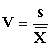 V = s / X̄